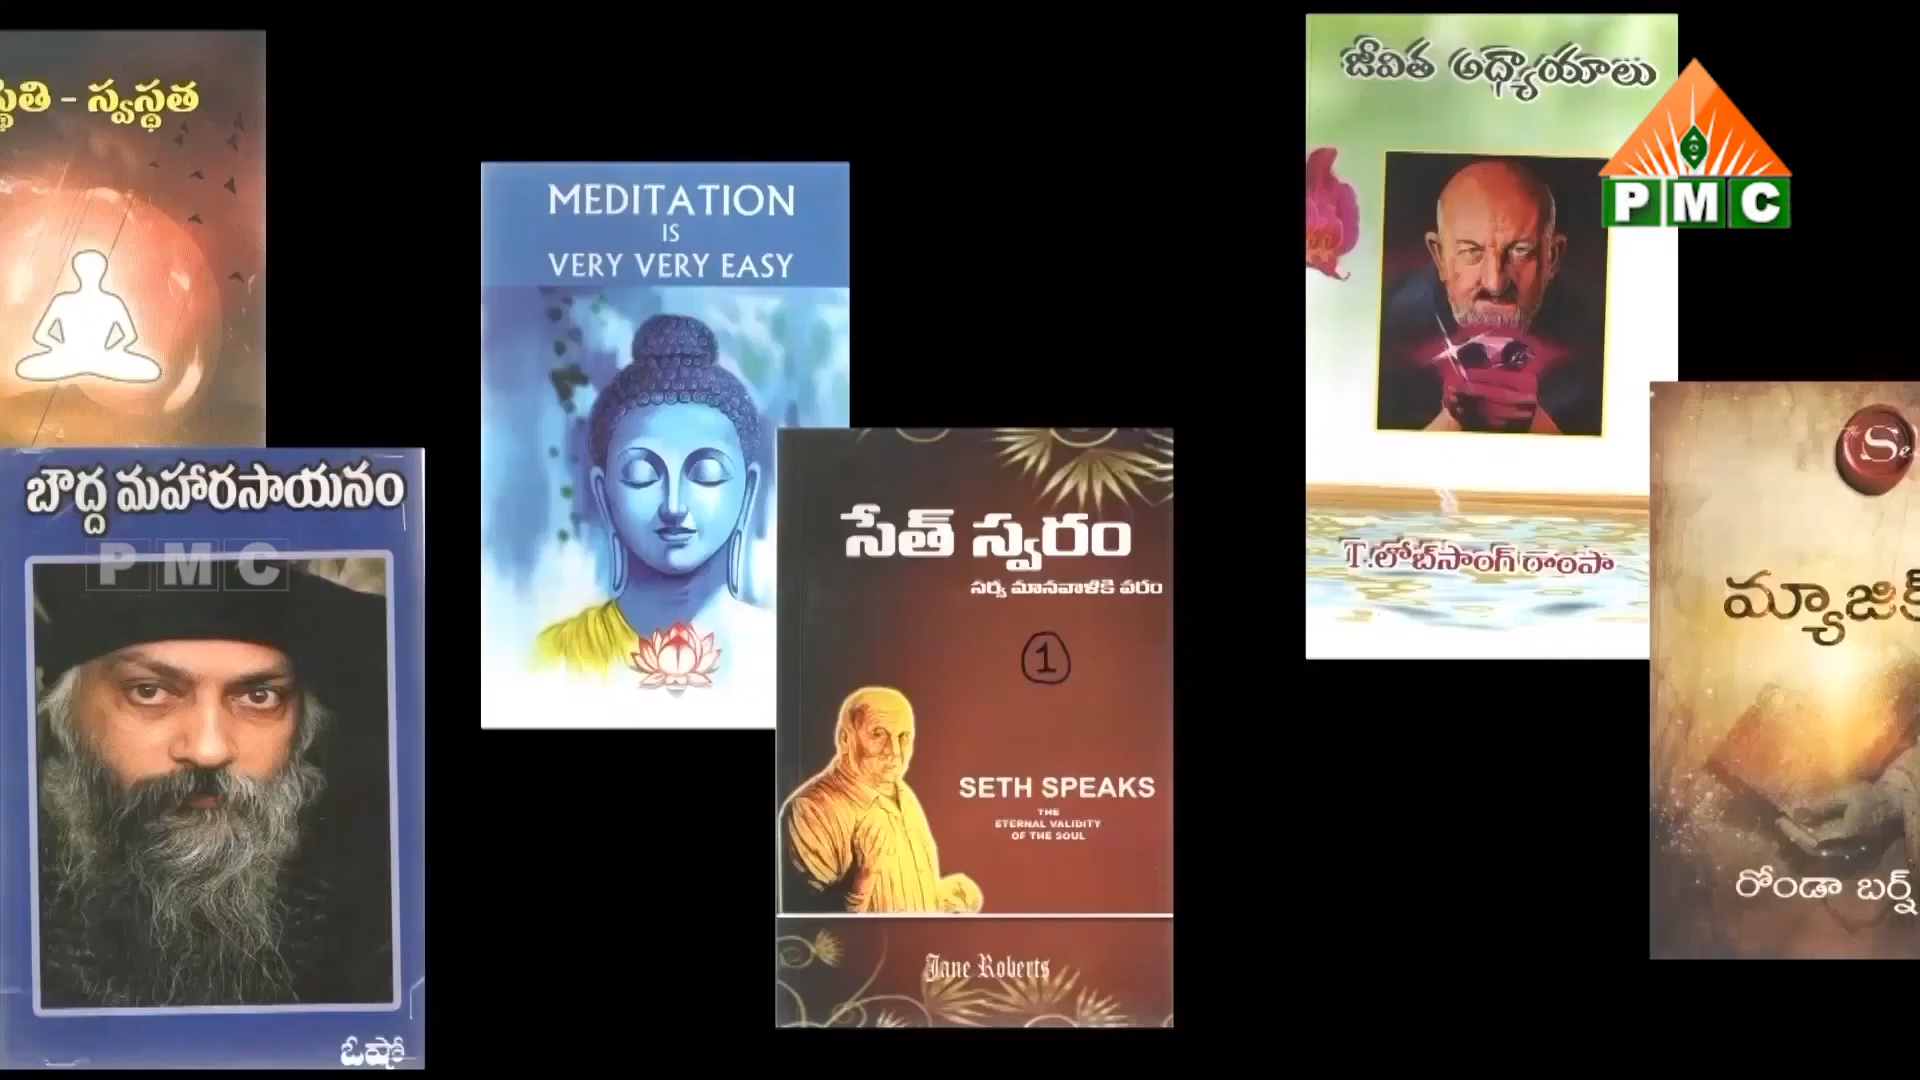 స్థితి - స్వస్థత
బౌద్ధ మహారసాయనం
PMC
ఓషో
MEDITATION
IS
VERY VERY EASY
సేత్ స్వరం
సర్వ మానవాళికి వరం
1
SETH SPEAKS
THE
ETERNAL VALIDITY
OF THE SOUL
Jane Roberts
జీవిత అధ్యాయాలు
T.లోబ్‌సాంగ్ రాంపా
PMC
మ్యాజిక్
రోండా బర్న్